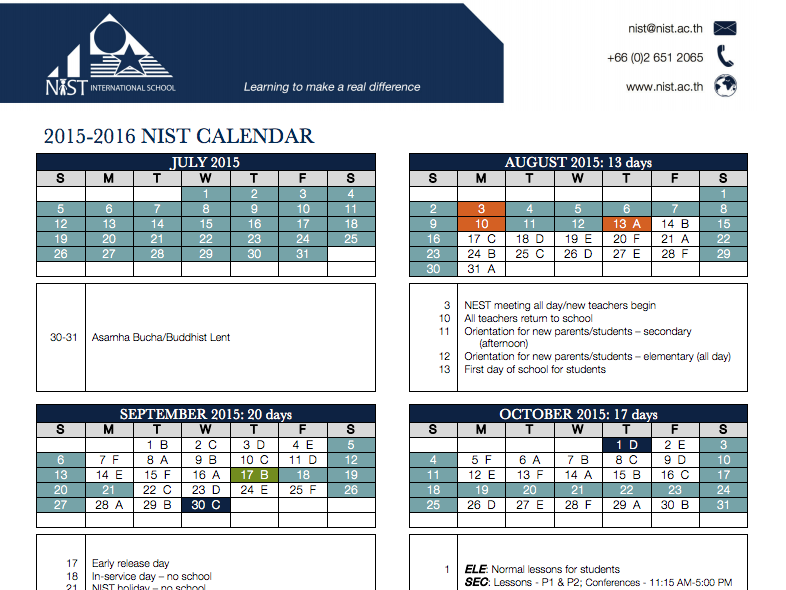 nist@nist.ac.th
+66 (0)2 651 2065
www.nist.ac.th
NIST INTERNATIONAL SCHOOL
Learning to make a real difference
2015-2016 NIST CALENDAR
JULY 2015
S M T W T F S
1 2 3 4
5 6 7 8 9 10 11
12 13 14 15 16 17 18
19 20 21 22 23 24 25
26 27 28 29 30 31
30-31 Asarnha Bucha/Buddhist Lent
AUGUST 2015: 13 days
S M T W T F S
1
2 3 4 5 6 7 8
9 10 11 12 13 A 14 B 15
16 17 C 18 D 19 E 20 F 21 A 22
23 24 B 25 C 26 D 27 E 28 F 29
30 31 A
3 NEST meeting all day/new teachers begin
10 All teachers return to school
11 Orientation for new parents/students – secondary
(afternoon)
12 Orientation for new parents/students – elementary (all day)
13 First day of school for students
SEPTEMBER 2015: 20 days
S M T W T F S
1 B 2 C 3 D 4 E 5
6 7 F 8 A 9 B 10 C 11 D 12
13 14 E 15 F 16 A 17 B 18 19
20 21 22 C 23 D 24 E 25 F 26
27 28 A 29 B 30 C
17 Early release day
18 In-service day – no school
21 NIST holiday – no school
OCTOBER 2015: 17 days
S M T W T F S
1 D 2 E 3
4 5 F 6 A 7 B 8 C 9 D 10
11 12 E 13 F 14 A 15 B 16 C 17
18 19 20 21 22 23 24
25 26 D 27 E 28 F 29 A 30 B 31
1 ELE: Normal lessons for students
SEC: Lessons - P1 & P2; Conferences - 11:15 AM-5:00 PM